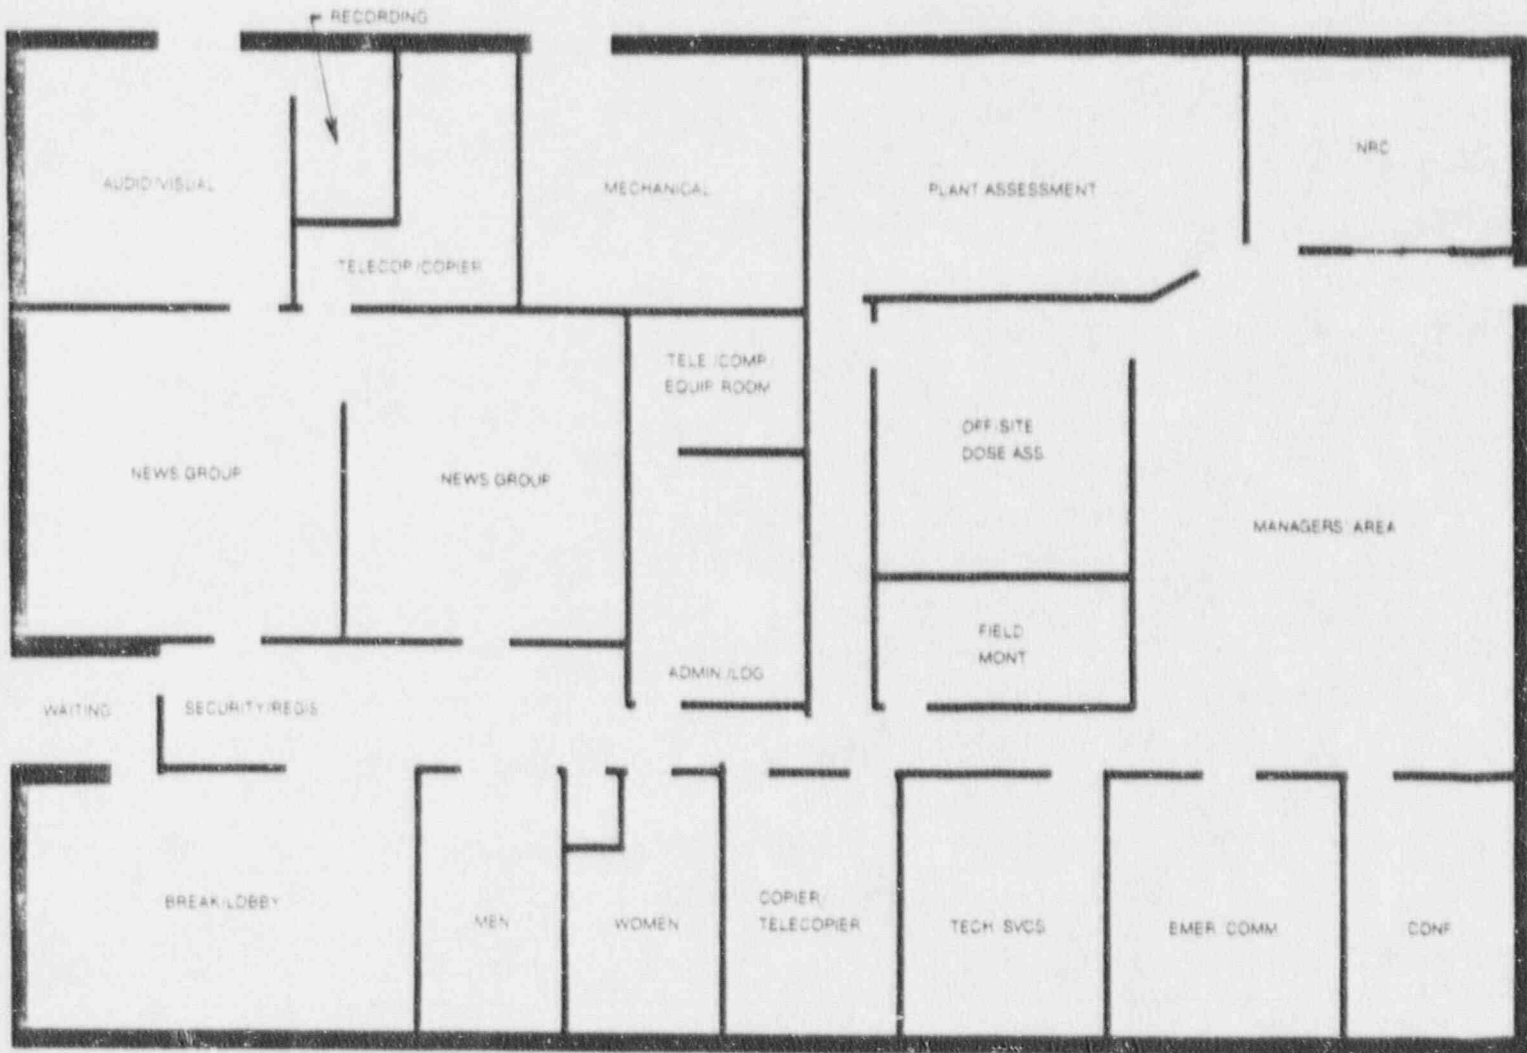 RECORDING
AUDIO/VISUAL
MECHANICAL
PLANT ASSESSMENT
NRC
TELECOP./COPIER
TELE./COMP.
EQUIP. ROOM
NEWS GROUP
NEWS GROUP
OFF-SITE
DOSE ASS.
MANAGERS AREA
FIELD
MONT
ADMIN./LOG
WAITING
SECURITY/REGIS
BREAK/LOBBY
MEN
WOMEN
COPIER/
TELECOPIER
TECH SVCS
EMER COMM
CONF